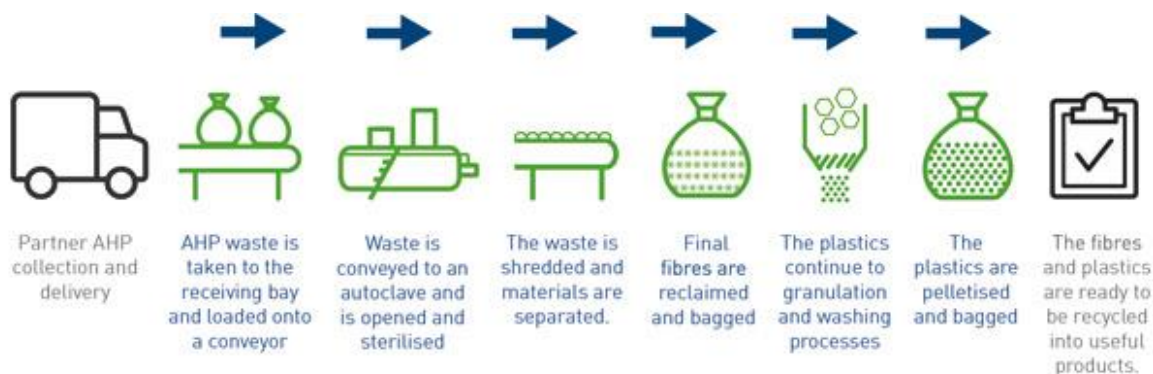 Partner AHP
collection and
delivery
AHP waste is
taken to the
receiving bay
and loaded onto
a conveyor
Waste is
conveyed to an
autoclave and
is opened and
sterilised
The waste is
shredded and
materials are
separated.
Final
fibres are
reclaimed
and bagged
The plastics
continue to
granulation
and washing
processes
The
plastics are
pelletised
and bagged
The fibres
and plastics
are ready to
be recycled
into useful
products.